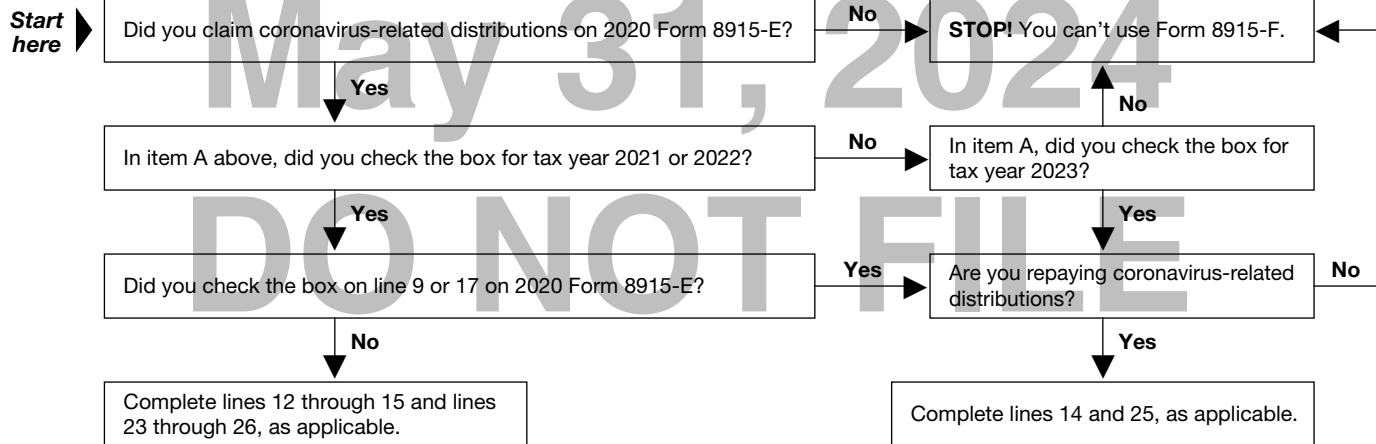 Start
here
Did you claim coronavirus-related distributions on 2020 Form 8915-E?
No
STOP! You can't use Form 8915-F.
May 31, 2024
Yes
No
In item A above, did you check the box for tax year 2021 or 2022?
No
In item A, did you check the box for
tax year 2023?
Yes
Yes
DO NOT FILE
Did you check the box on line 9 or 17 on 2020 Form 8915-E?
Yes
Are you repaying coronavirus-related
distributions?
No
No
Yes
Complete lines 12 through 15 and lines
23 through 26, as applicable.
Complete lines 14 and 25, as applicable.